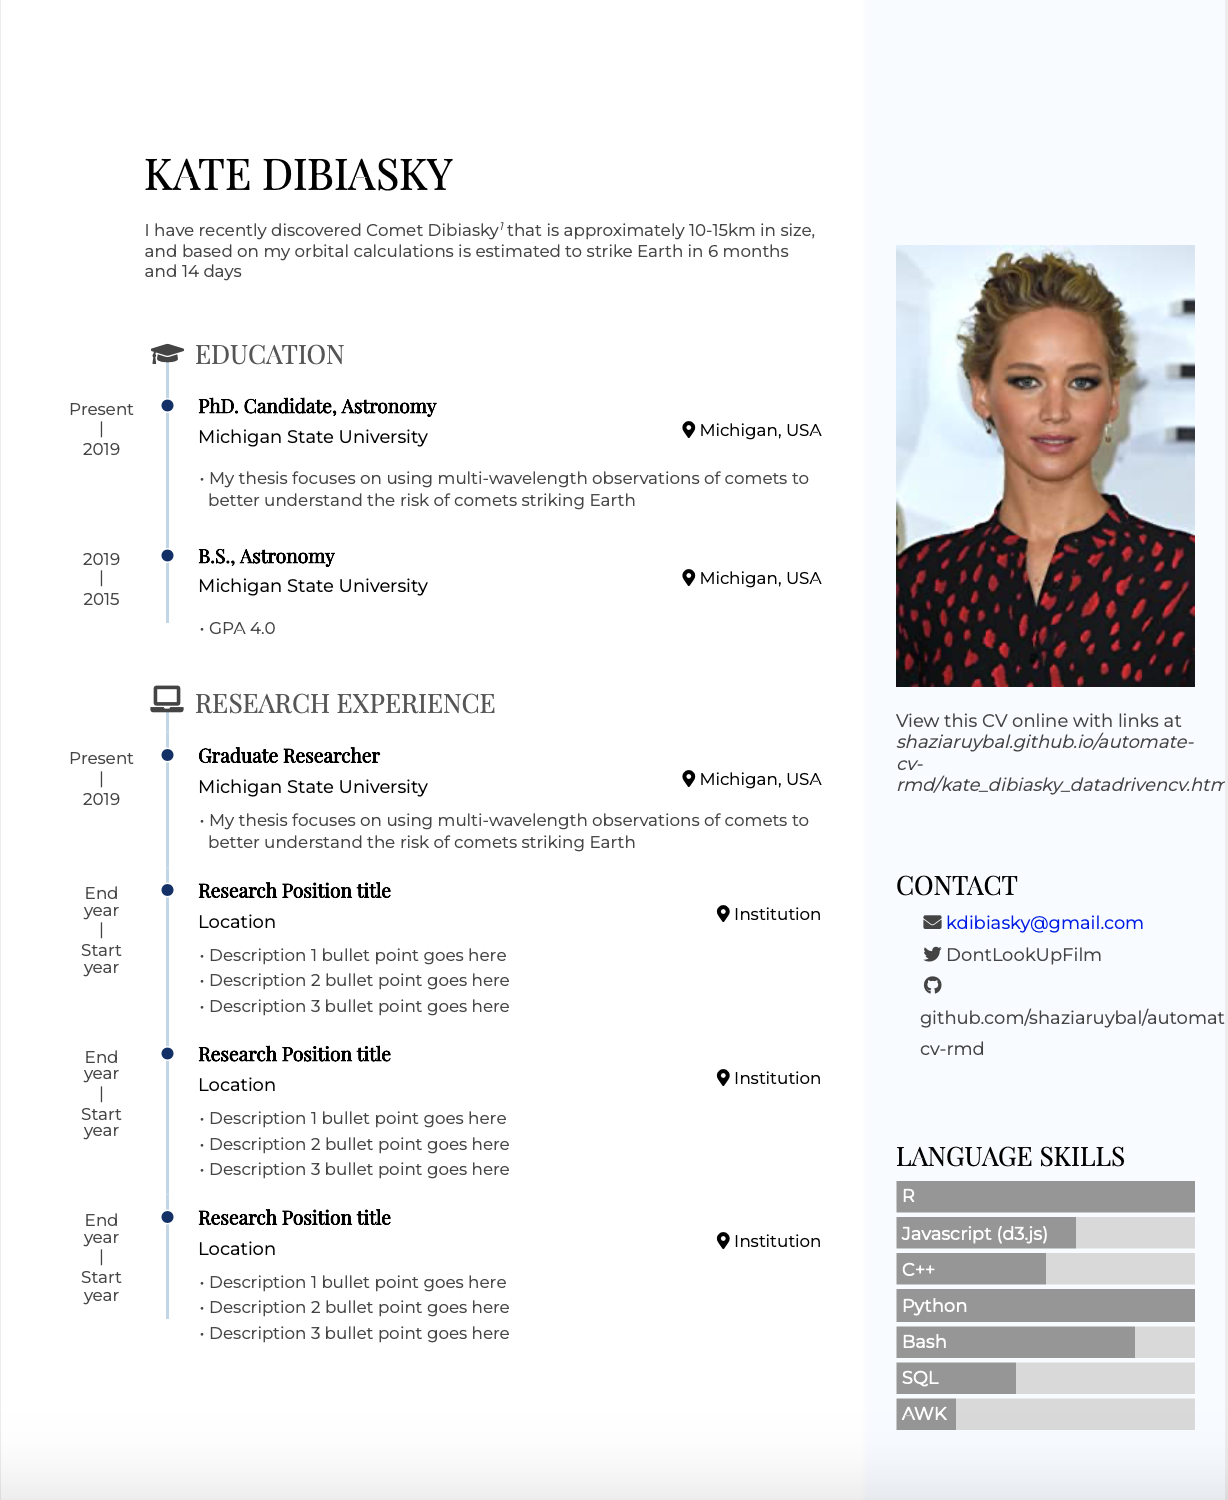 KATE DIBIASKY
I have recently discovered Comet Dibiasky¹ that is approximately 10-15km in size,
and based on my orbital calculations is estimated to strike Earth in 6 months
and 14 days
EDUCATION
Present
|
2019
PhD. Candidate, Astronomy
Michigan State University
Michigan, USA
• My thesis focuses on using multi-wavelength observations of comets to
better understand the risk of comets striking Earth
2019
|
2015
B.S., Astronomy
Michigan State University
Michigan, USA
• GPA 4.0
RESEARCH EXPERIENCE
Present
|
2019
Graduate Researcher
Michigan State University
Michigan, USA
• My thesis focuses on using multi-wavelength observations of comets to
better understand the risk of comets striking Earth
End
year
|
Start
year
Research Position title
Location
Institution
• Description 1 bullet point goes here
• Description 2 bullet point goes here
• Description 3 bullet point goes here
End
year
|
Start
year
Research Position title
Location
Institution
• Description 1 bullet point goes here
• Description 2 bullet point goes here
• Description 3 bullet point goes here
End
year
|
Start
year
Research Position title
Location
Institution
• Description 1 bullet point goes here
• Description 2 bullet point goes here
• Description 3 bullet point goes here
View this CV online with links at
shaziaruybal.github.io/automate-
cv-
rmd/kate_dibiasky_datadrivencv.htm
CONTACT
kdibiasky@gmail.com
DontLookUpFilm
github.com/shaziaruybal/automat
cv-rmd
LANGUAGE SKILLS
R
Javascript (d3.js)
C++
Python
Bash
SQL
AWK